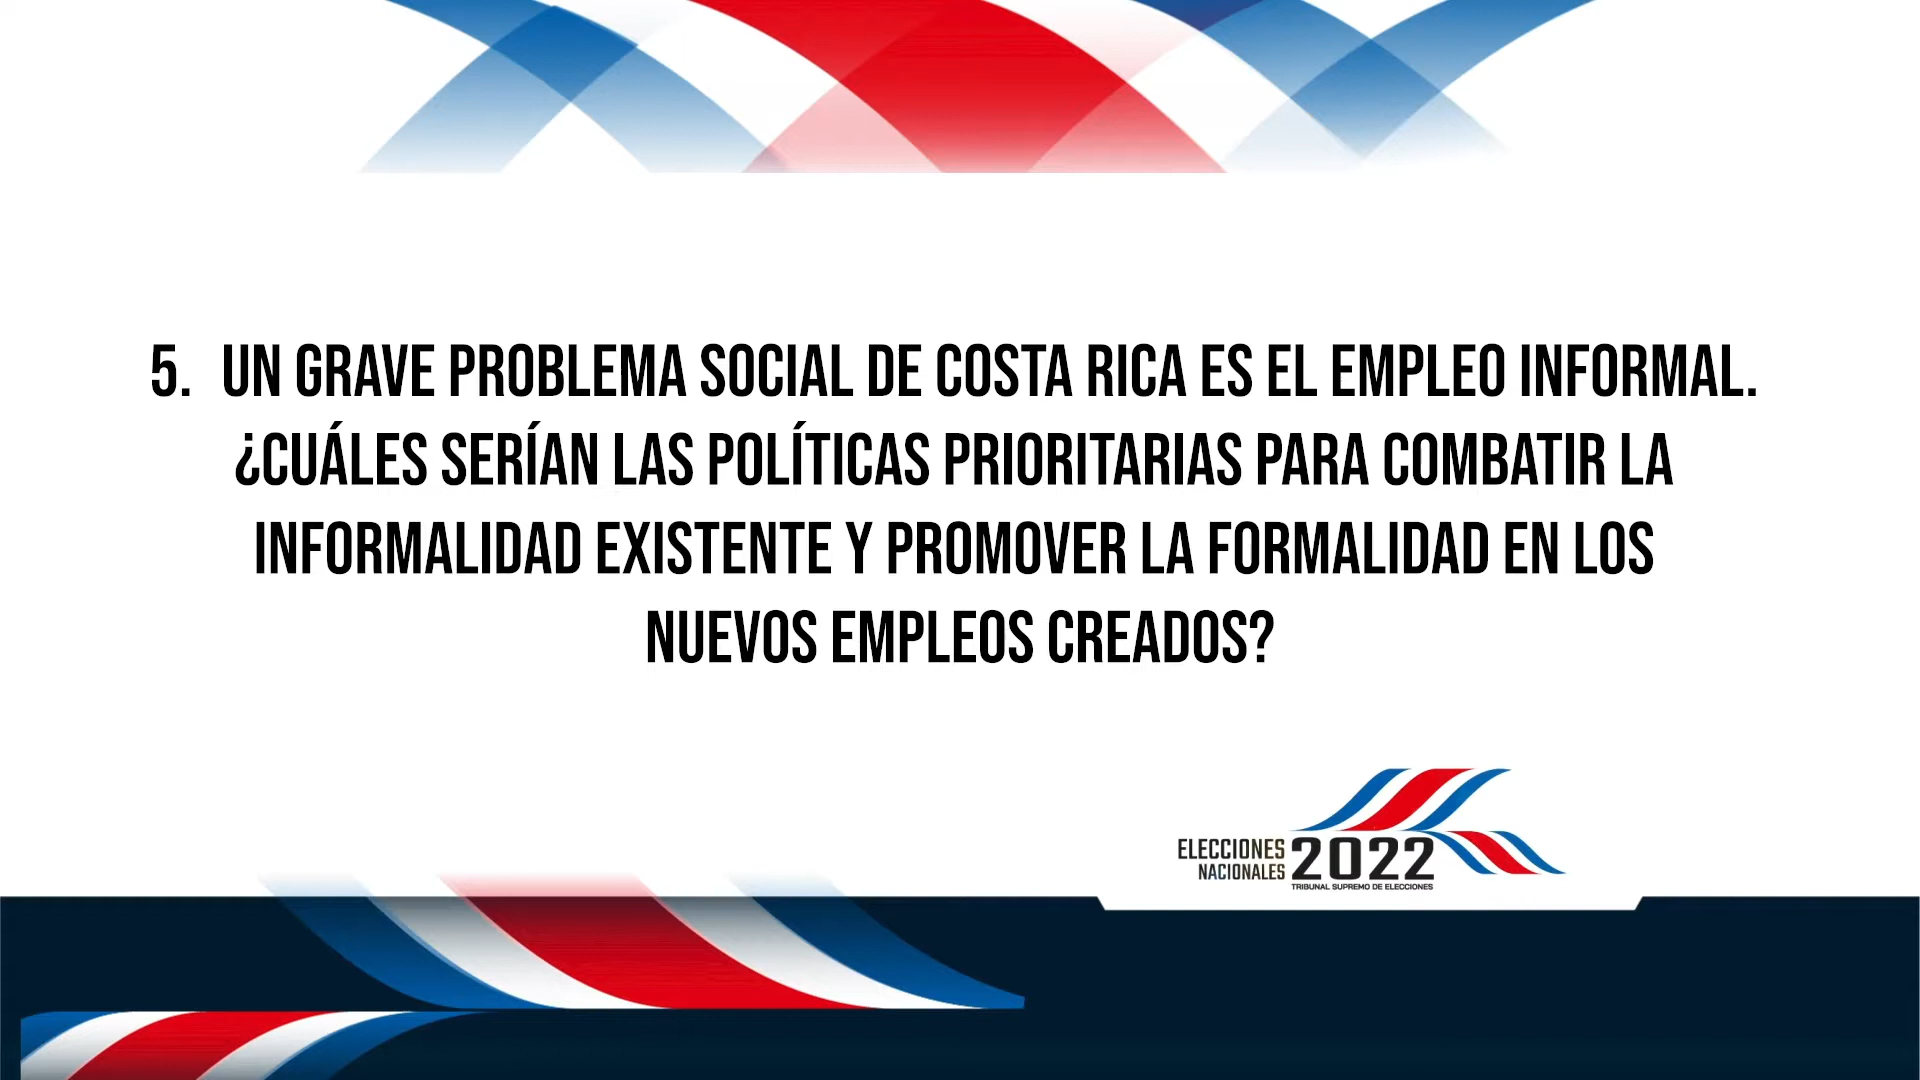 5. UN GRAVE PROBLEMA SOCIAL DE COSTA RICA ES EL EMPLEO INFORMAL.
¿CUÁLES SERÍAN LAS POLÍTICAS PRIORITARIAS PARA COMBATIR LA
INFORMALIDAD EXISTENTE Y PROMOVER LA FORMALIDAD EN LOS
NUEVOS EMPLEOS CREADOS?
ELECCIONES
NACIONALES
2022
TRIBUNAL SUPREMO DE ELECCIONES